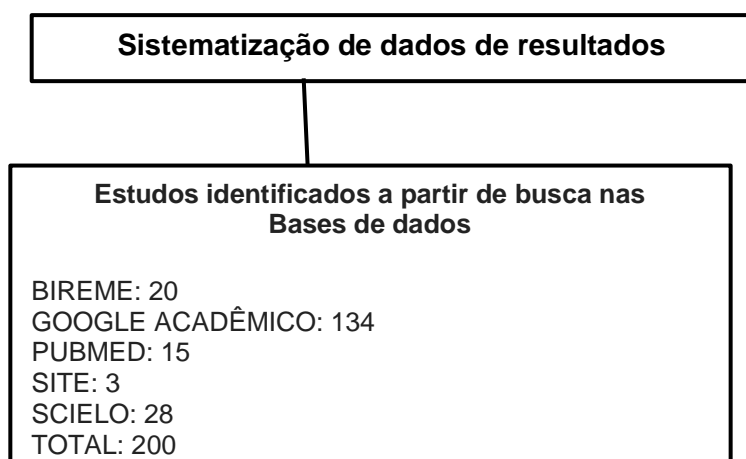 Sistematização de dados de resultados
Estudos identificados a partir de busca nas
Bases de dados
BIREME: 20
GOOGLE ACADÊMICO: 134
PUBMED: 15
SITE: 3
SCIELO: 28
TOTAL: 200